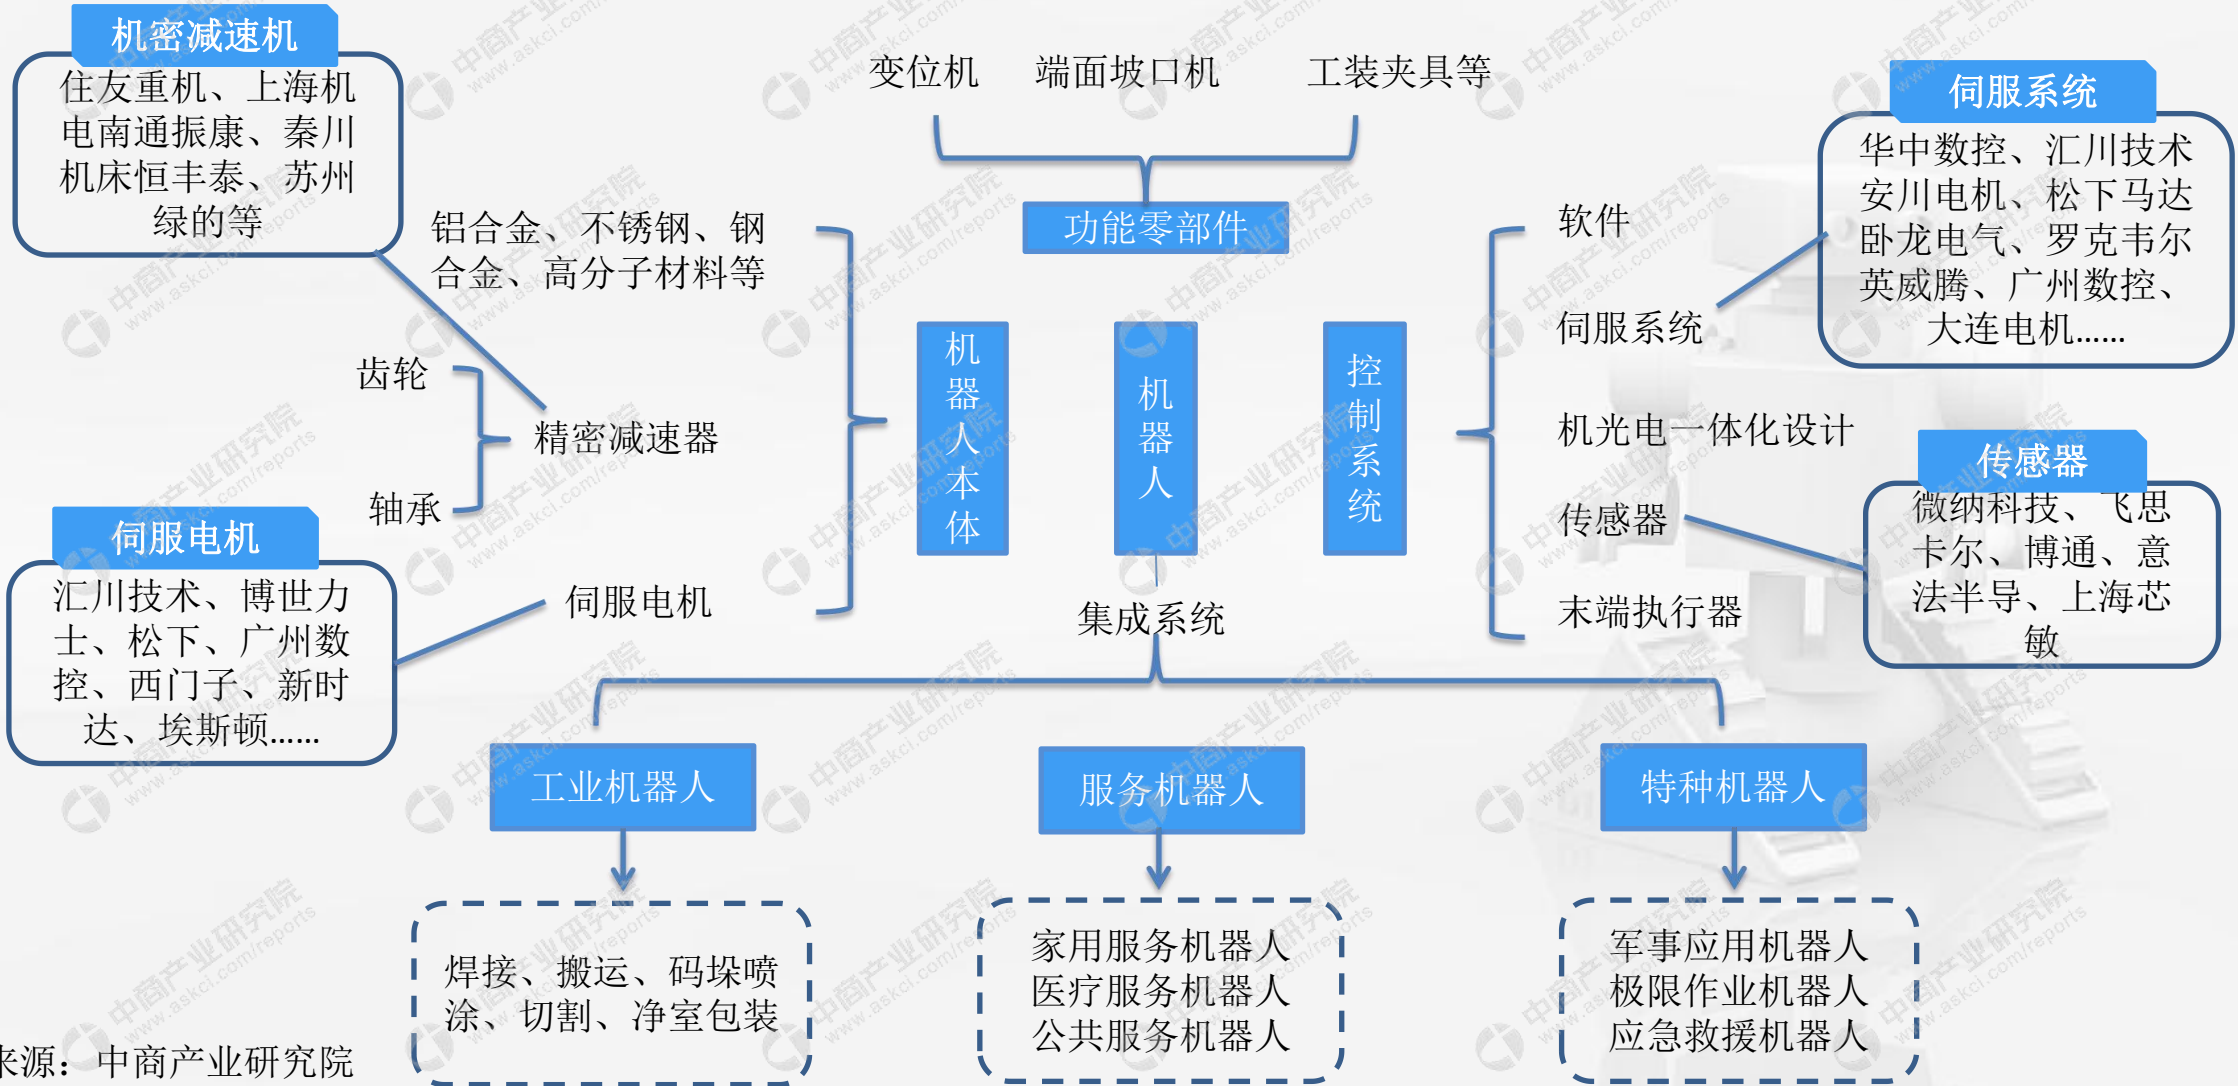 机密减速机
住友重机、上海机
电南通振康、秦川
机床恒丰泰、苏州
绿的等
变位机 端面坡口机 工装夹具等
功能零部件
伺服系统
华中数控、汇川技术
安川电机、松下马达
卧龙电气、罗克韦尔
英威腾、广州数控、
大连电机……
铝合金、不锈钢、钢
合金、高分子材料等
齿轮
精密减速器
轴承
伺服电机
汇川技术、博世力
士、松下、广州数
控、西门子、新时
达、埃斯顿……
伺服电机
机器人本体
机器人
控制系统
软件
伺服系统
机光电一体化设计
传感器
末端执行器
传感器
微纳科技、飞思
卡尔、博通、意
法半导、上海芯
敏
集成系统
工业机器人
服务机器人
特种机器人
焊接、搬运、码垛喷
涂、切割、净室包装
家用服务机器人
医疗服务机器人
公共服务机器人
军事应用机器人
极限作业机器人
应急救援机器人
来源：中商产业研究院
中商产业研究院
www.askci.com/reports